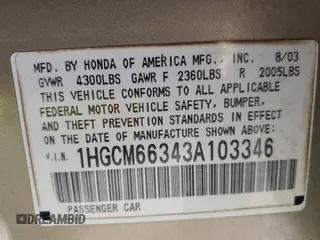 MFD. BY HONDA OF AMERICA MFG., INC. 8/03
GVWR 4300LBS GAWR F 2360LBS R 2005LBS
THIS VEHICLE CONFORMS TO ALL APPLICABLE
FEDERAL MOTOR VEHICLE SAFETY, BUMPER,
AND THEFT PREVENTION STANDARDS IN EFFECT
ON THE DATE OF MANUFACTURE SHOWN ABOVE.
V.I.N. 1HGCM66343A103346
PASSENGER CAR
DREAMBID